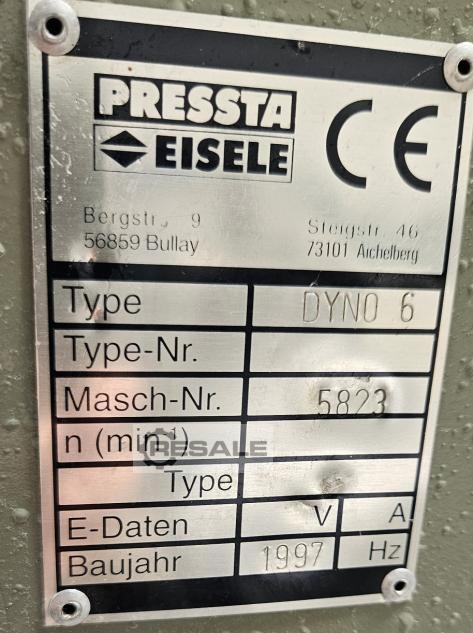 PRESSTA
EISELE
CE
Bergstr. 9
56859 Bullay
Steigstr. 46
73101 Aichelberg
Type DYNO 6
Type-Nr.
Masch-Nr. 5823
n (min⁻¹)
RESALE
Type
E-Daten V A
Baujahr 1997 Hz